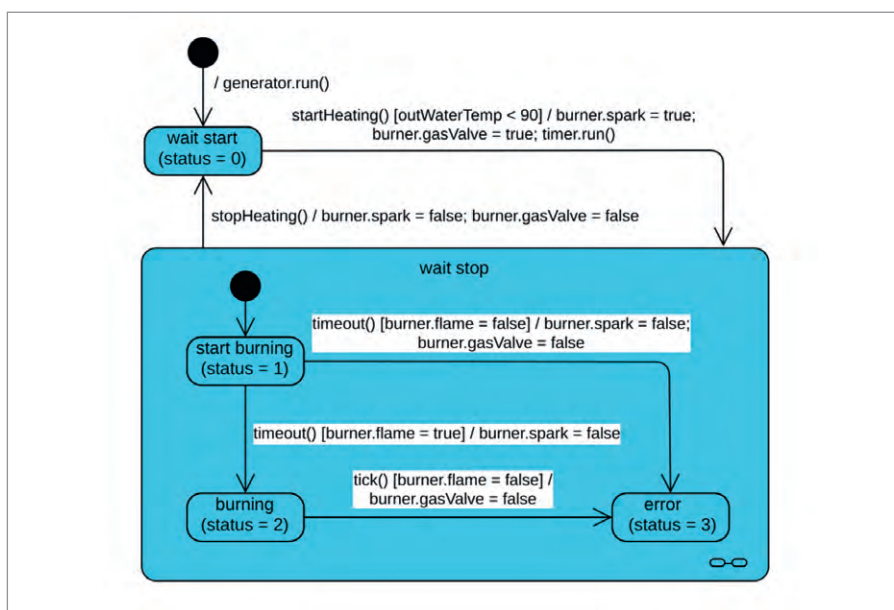 / generator.run()
startHeating() [outWaterTemp < 90] / burner.spark = true;
burner.gasValve = true; timer.run()
wait start
(status = 0)
stopHeating() / burner.spark = false; burner.gasValve = false
wait stop
timeout() [burner.flame = false] / burner.spark = false;
burner.gasValve = false
start burning
(status = 1)
timeout() [burner.flame = true] / burner.spark = false
tick() [burner.flame = false] /
burner.gasValve = false
burning
(status = 2)
error
(status = 3)